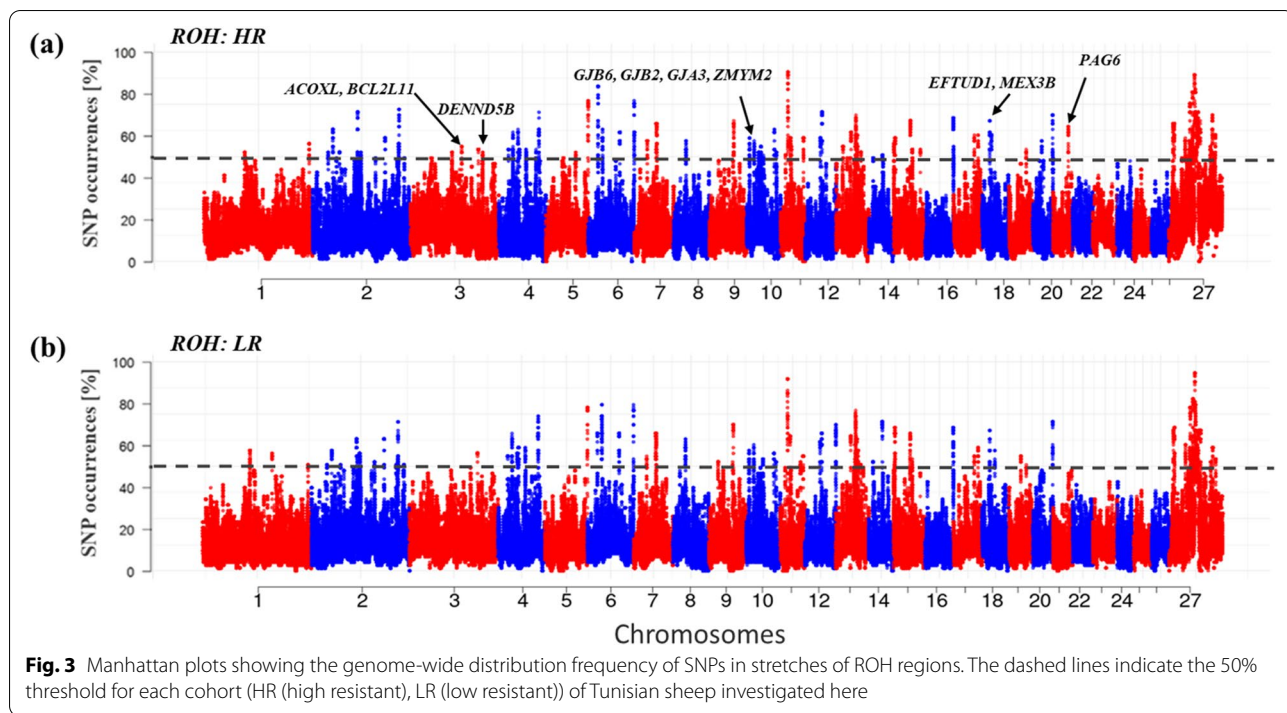 (a)
ROH: HR
SNP occurrences [%]
100
80
60
40
20
0
ACOXL, BCL2L11
DENND5B
GJB6, GJB2, GJA3, ZMYM2
EFTUD1, MEX3B
PAG6
1 2 3 4 5 6 7 8 9 10 12 14 16 18 20 22 24 27
(b)
ROH: LR
SNP occurrences [%]
100
80
60
40
20
0
1 2 3 4 5 6 7 8 9 10 12 14 16 18 20 22 24 27
Chromosomes
Fig. 3 Manhattan plots showing the genome-wide distribution frequency of SNPs in stretches of ROH regions. The dashed lines indicate the 50%
threshold for each cohort (HR (high resistant), LR (low resistant)) of Tunisian sheep investigated here